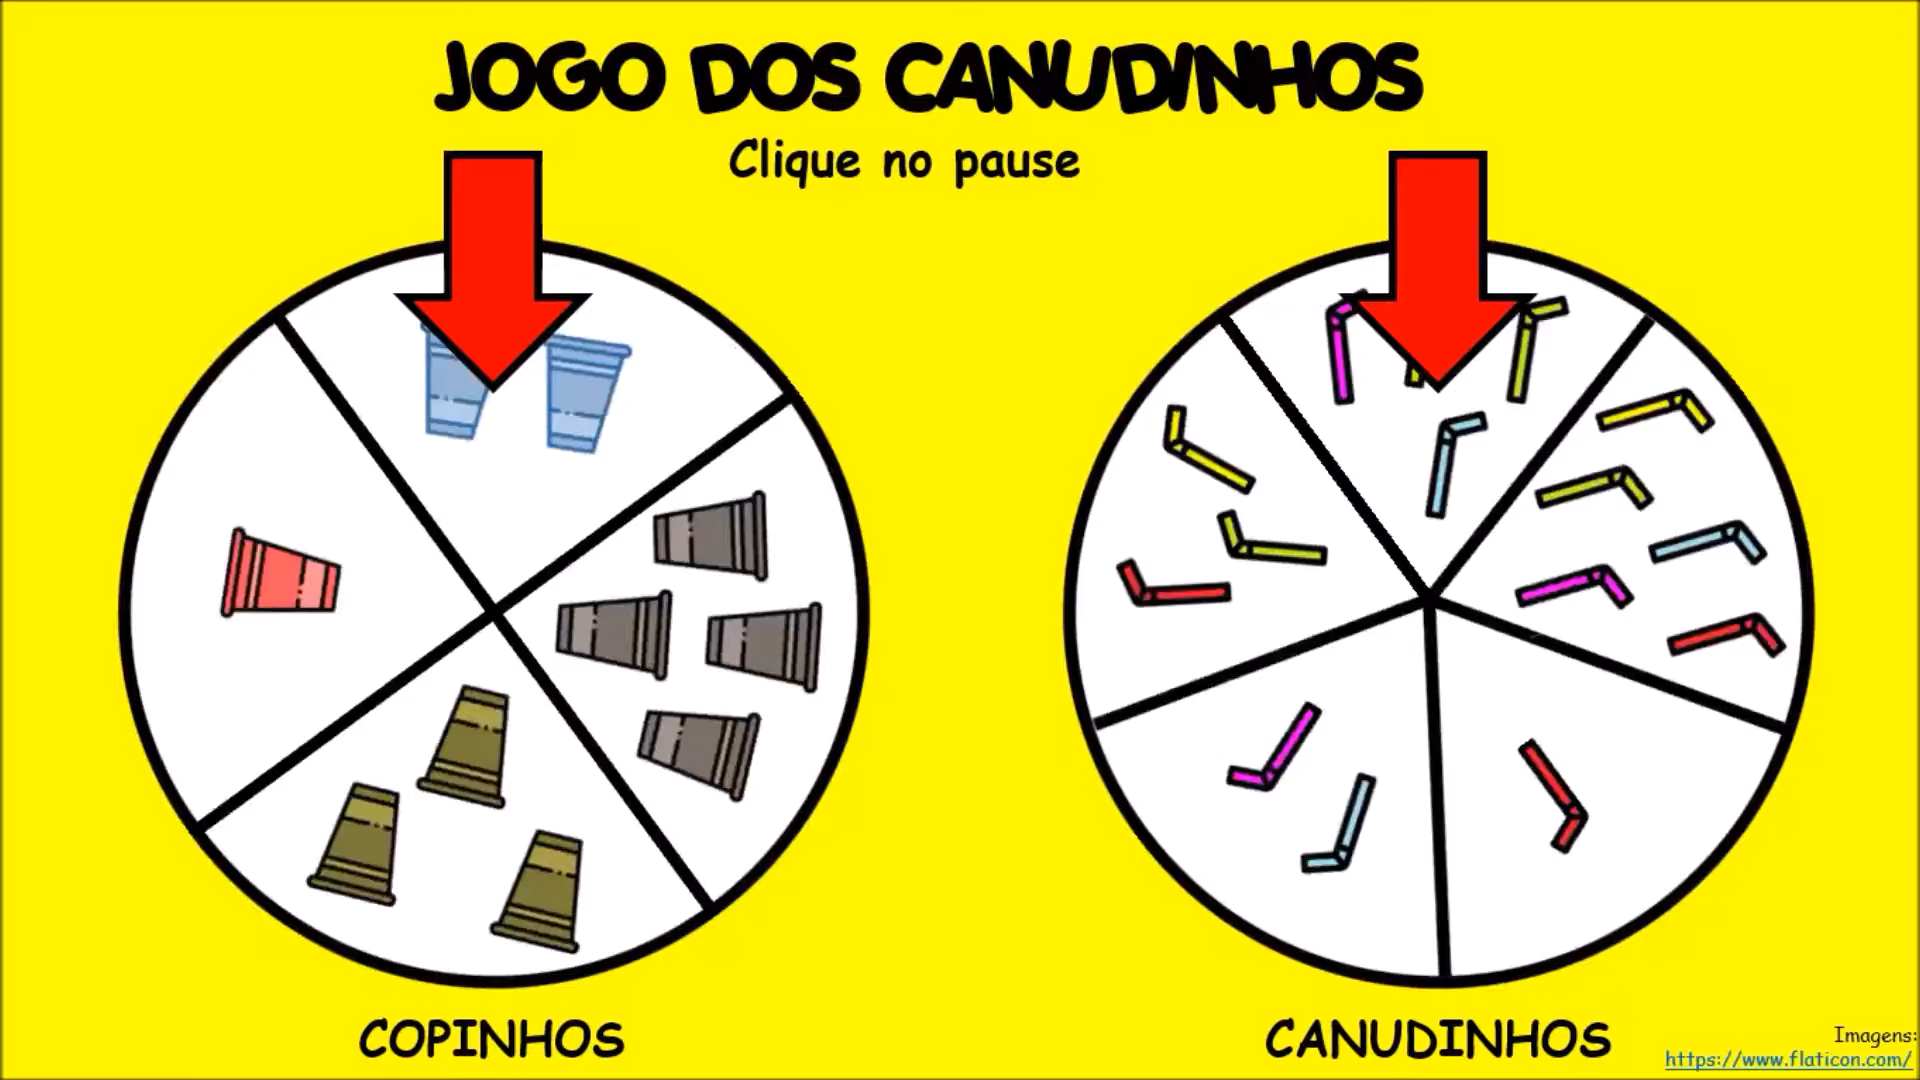 JOGO DOS CANUDINHOS
Clique no pause
COPINHOS
CANUDINHOS
Imagens:
https://www.flaticon.com/